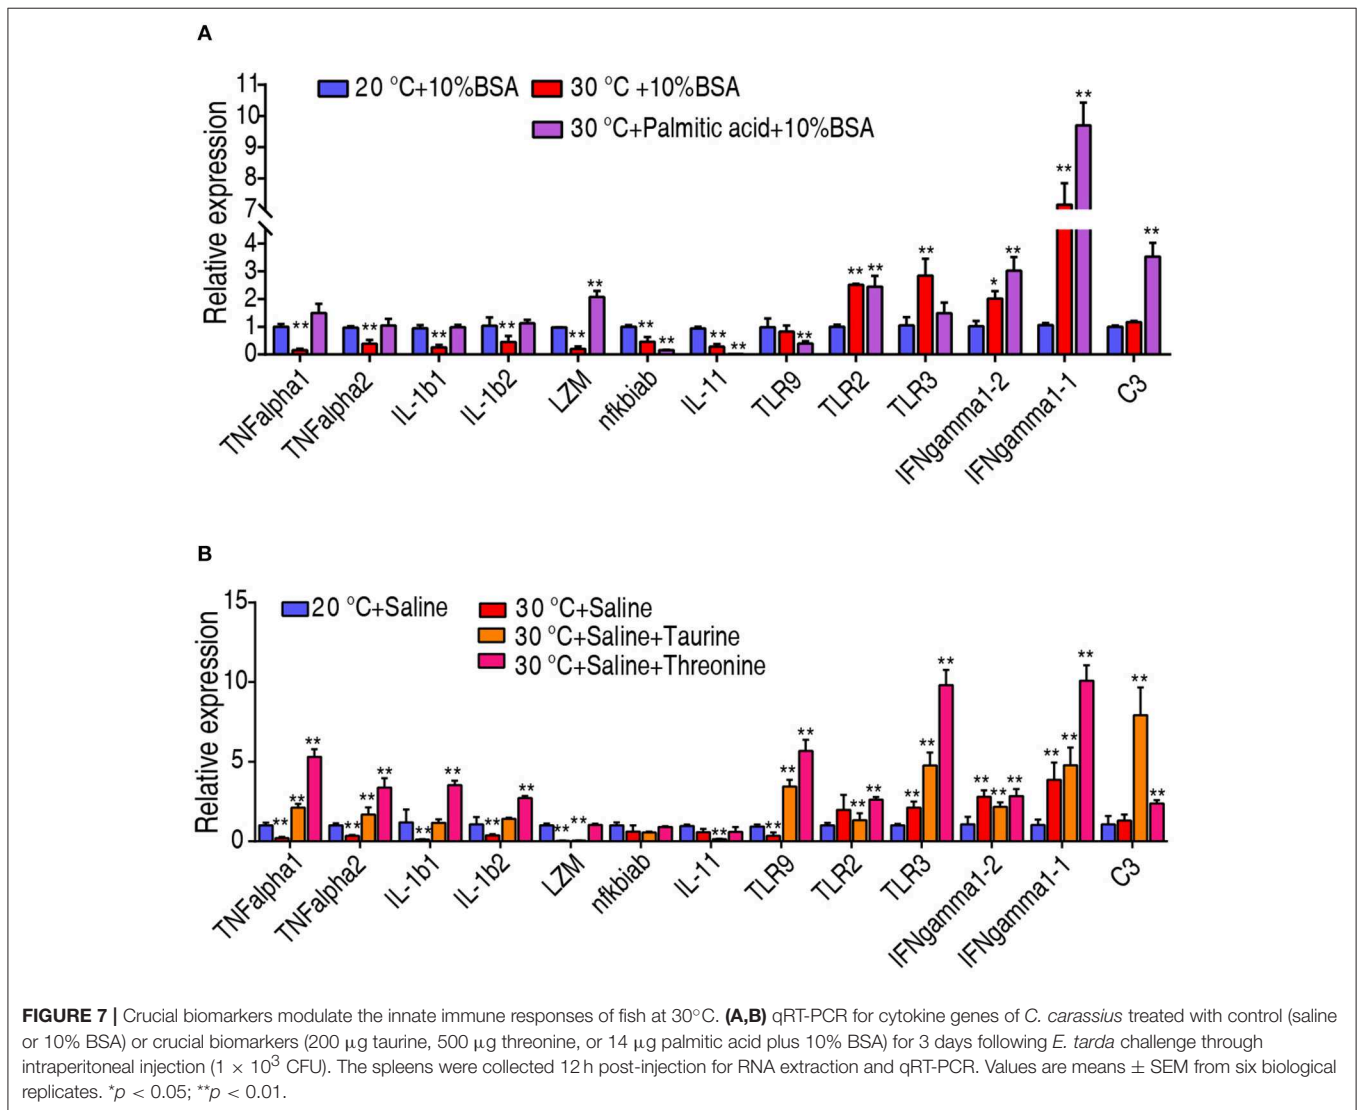 A
11
10
9
8
7
4
3
2
1
0
Relative expression
20 °C+10%BSA
30 °C +10%BSA
30 °C+Palmitic acid+10%BSA
** ** ** ** ** ** ** ** ** ** ** ** ** * ** ** ** **
TNFalpha1
TNFalpha2
IL-1b1
IL-1b2
LZM
nfkbiab
IL-11
TLR9
TLR2
TLR3
IFNgamma1-2
IFNgamma1-1
C3
B
15
10
5
0
Relative expression
20 °C+Saline
30 °C+Saline
30 °C+Saline+Taurine
30 °C+Saline+Threonine
** ** ** ** ** ** ** ** ** ** ** ** ** ** ** ** ** ** ** ** ** ** ** ** ** ** ** ** **
TNFalpha1
TNFalpha2
IL-1b1
IL-1b2
LZM
nfkbiab
IL-11
TLR9
TLR2
TLR3
IFNgamma1-2
IFNgamma1-1
C3
FIGURE 7 | Crucial biomarkers modulate the innate immune responses of fish at 30°C. (A,B) qRT-PCR for cytokine genes of C. carassius treated with control (saline
or 10% BSA) or crucial biomarkers (200 μg taurine, 500 μg threonine, or 14 μg palmitic acid plus 10% BSA) for 3 days following E. tarda challenge through
intraperitoneal injection (1 × 10³ CFU). The spleens were collected 12 h post-injection for RNA extraction and qRT-PCR. Values are means ± SEM from six biological
replicates. *p < 0.05; **p < 0.01.